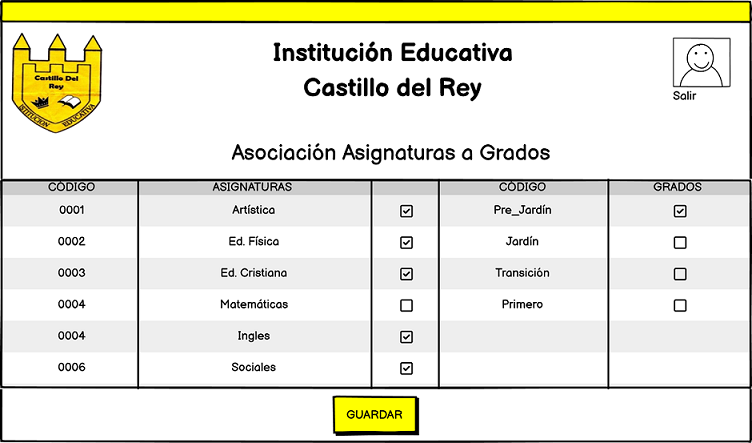 Castillo Del
Rey
INSTITUCIÓN EDUCATIVA
Institución Educativa
Castillo del Rey
Salir
Asociación Asignaturas a Grados
CÓDIGO ASIGNATURAS CÓDIGO GRADOS
0001 Artística Pre_Jardín
0002 Ed. Física Jardín
0003 Ed. Cristiana Transición
0004 Matemáticas Primero
0004 Ingles
0006 Sociales
GUARDAR